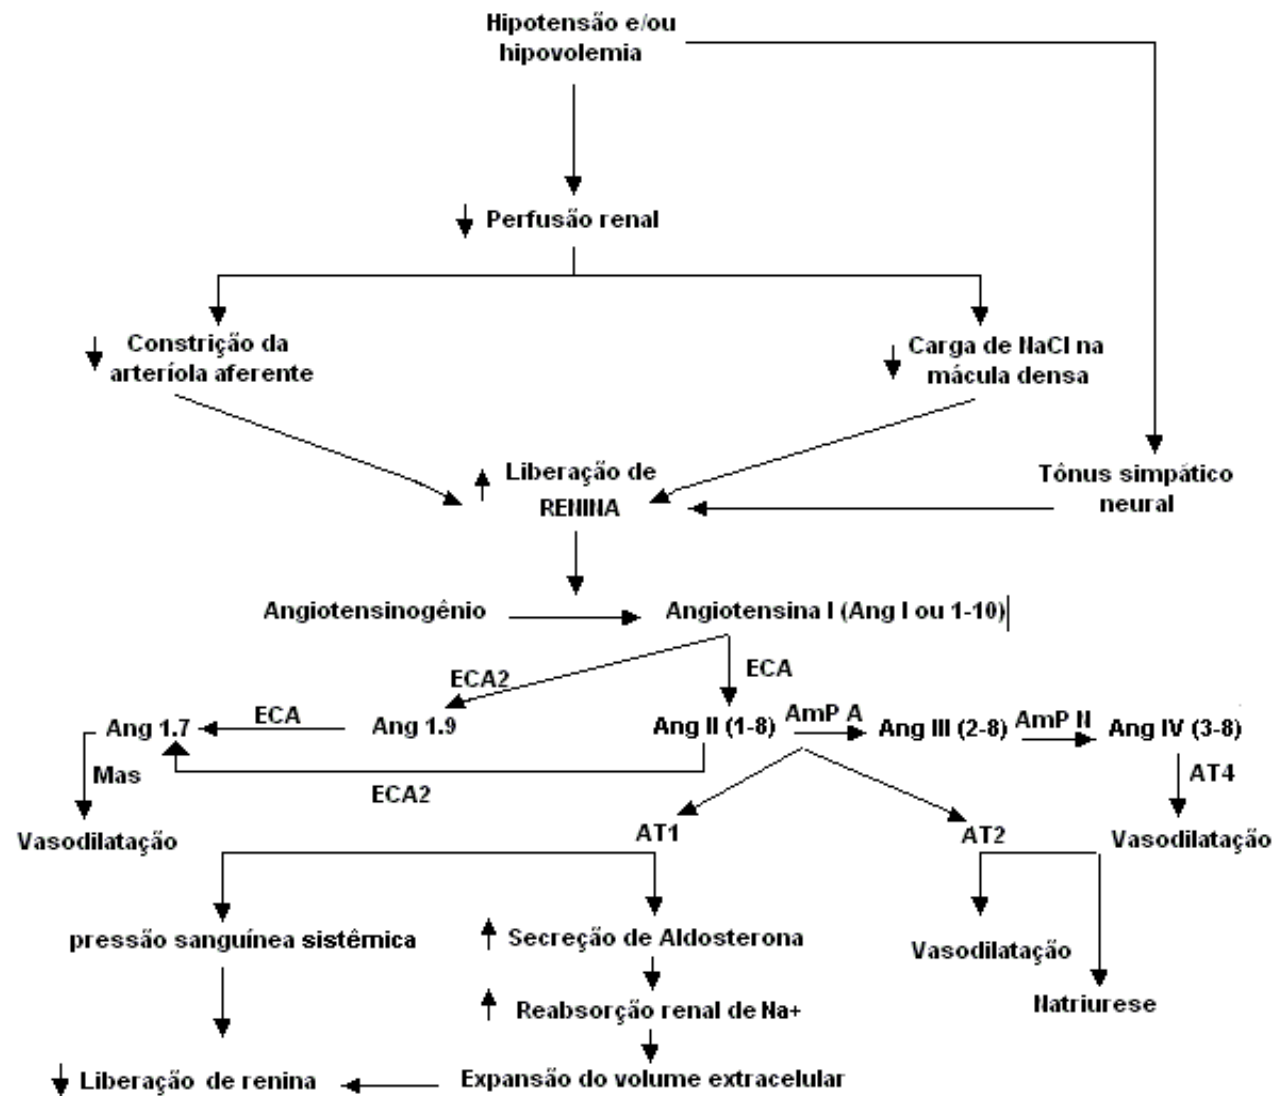 Hipotensão e/ou
hipovolemia
Perfusão renal
Constrição da
arteríola aferente
Carga de NaCl na
mácula densa
Liberação de
RENINA
Tônus simpático
neural
Angiotensinogênio
Angiotensina I (Ang I ou 1-10)
ECA2
ECA
Ang 1.7
ECA
Ang 1.9
Ang II (1-8)
AmP A
Ang III (2-8)
AmP N
Ang IV (3-8)
Mas
ECA2
AT4
Vasodilatação
AT1
AT2
Vasodilatação
pressão sanguínea sistêmica
Secreção de Aldosterona
Vasodilatação
Reabsorção renal de Na+
Natriurese
Liberação de renina
Expansão do volume extracelular